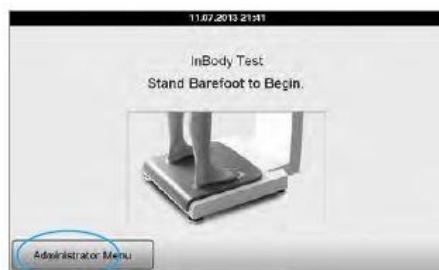 11.07.2013 21:41
InBody Test
Stand Barefoot to Begin.
Administrator Menu